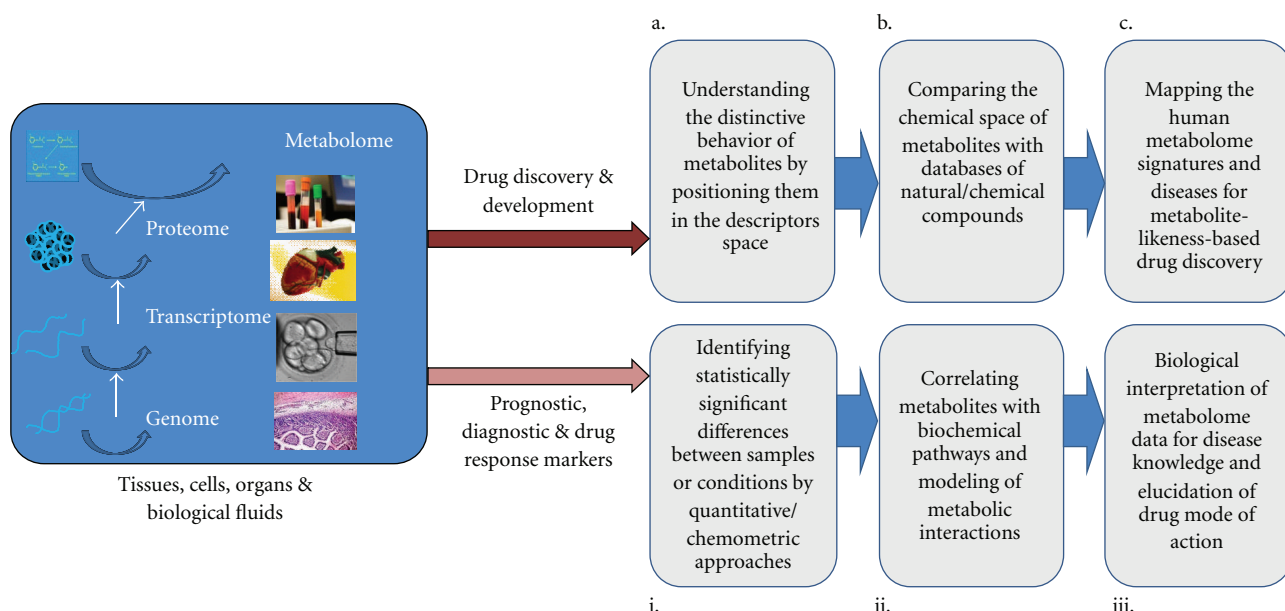 Metabolome
Proteome
Transcriptome
Genome
Tissues, cells, organs &
biological fluids
Drug discovery &
development
Prognostic,
diagnostic & drug
response markers
a.
Understanding
the distinctive
behavior of
metabolites by
positioning them
in the descriptors
space
b.
Comparing the
chemical space of
metabolites with
databases of
natural/chemical
compounds
c.
Mapping the
human
metabolome
signatures and
diseases for
metabolite-
likeness-based
drug discovery
Identifying
statistically
significant
differences
between samples
or conditions by
quantitative/
chemometric
approaches
i.
Correlating
metabolites with
biochemical
pathways and
modeling of
metabolic
interactions
ii.
Biological
interpretation of
metabolome
data for disease
knowledge and
elucidation of
drug mode of
action
iii.